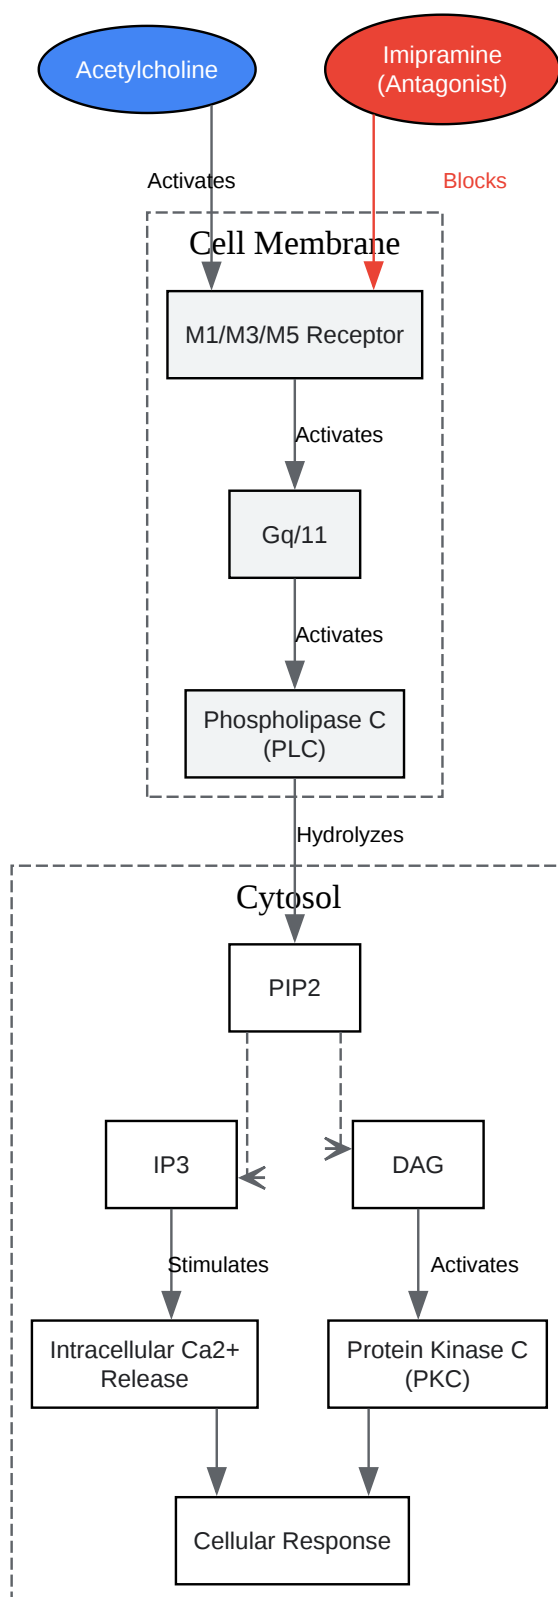 Acetylcholine
Imipramine
(Antagonist)
Activates
Blocks
Cell Membrane
M1/M3/M5 Receptor
Activates
Gq/11
Activates
Phospholipase C
(PLC)
Hydrolyzes
Cytosol
PIP2
IP3
DAG
Stimulates
Activates
Intracellular Ca2+
Release
Protein Kinase C
(PKC)
Cellular Response